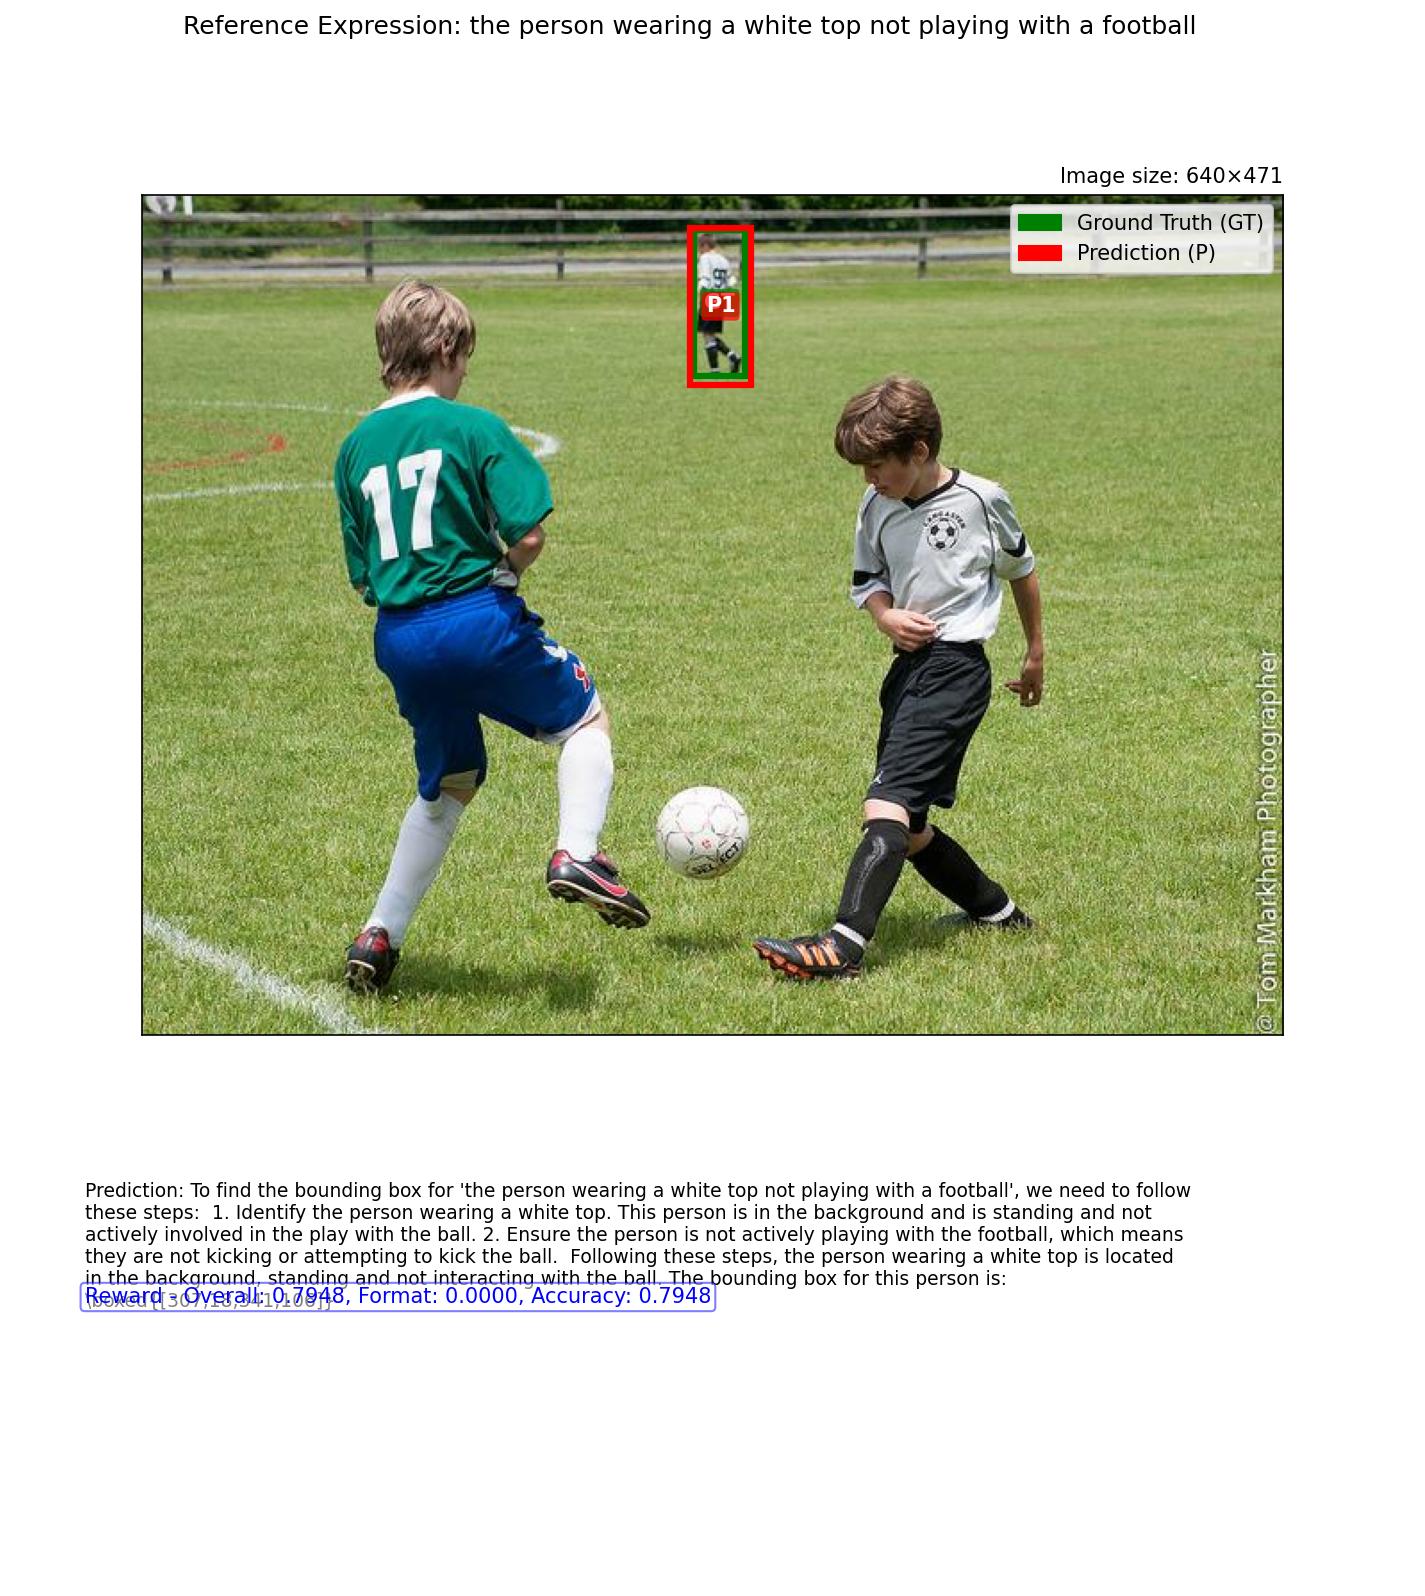 Reference Expression: the person wearing a white top not playing with a football
Image size: 640×471
Ground Truth (GT)
Prediction (P)
P1
17
LANCASTER
SELECT
@ Tom Markham Photographer
Prediction: To find the bounding box for 'the person wearing a white top not playing with a football', we need to follow
these steps:  1. Identify the person wearing a white top. This person is in the background and is standing and not
actively involved in the play with the ball. 2. Ensure the person is not actively playing with the football, which means
they are not kicking or attempting to kick the ball.  Following these steps, the person wearing a white top is located
in the background, standing and not interacting with the ball. The bounding box for this person is:
Reward - Overall: 0.7948, Format: 0.0000, Accuracy: 0.7948